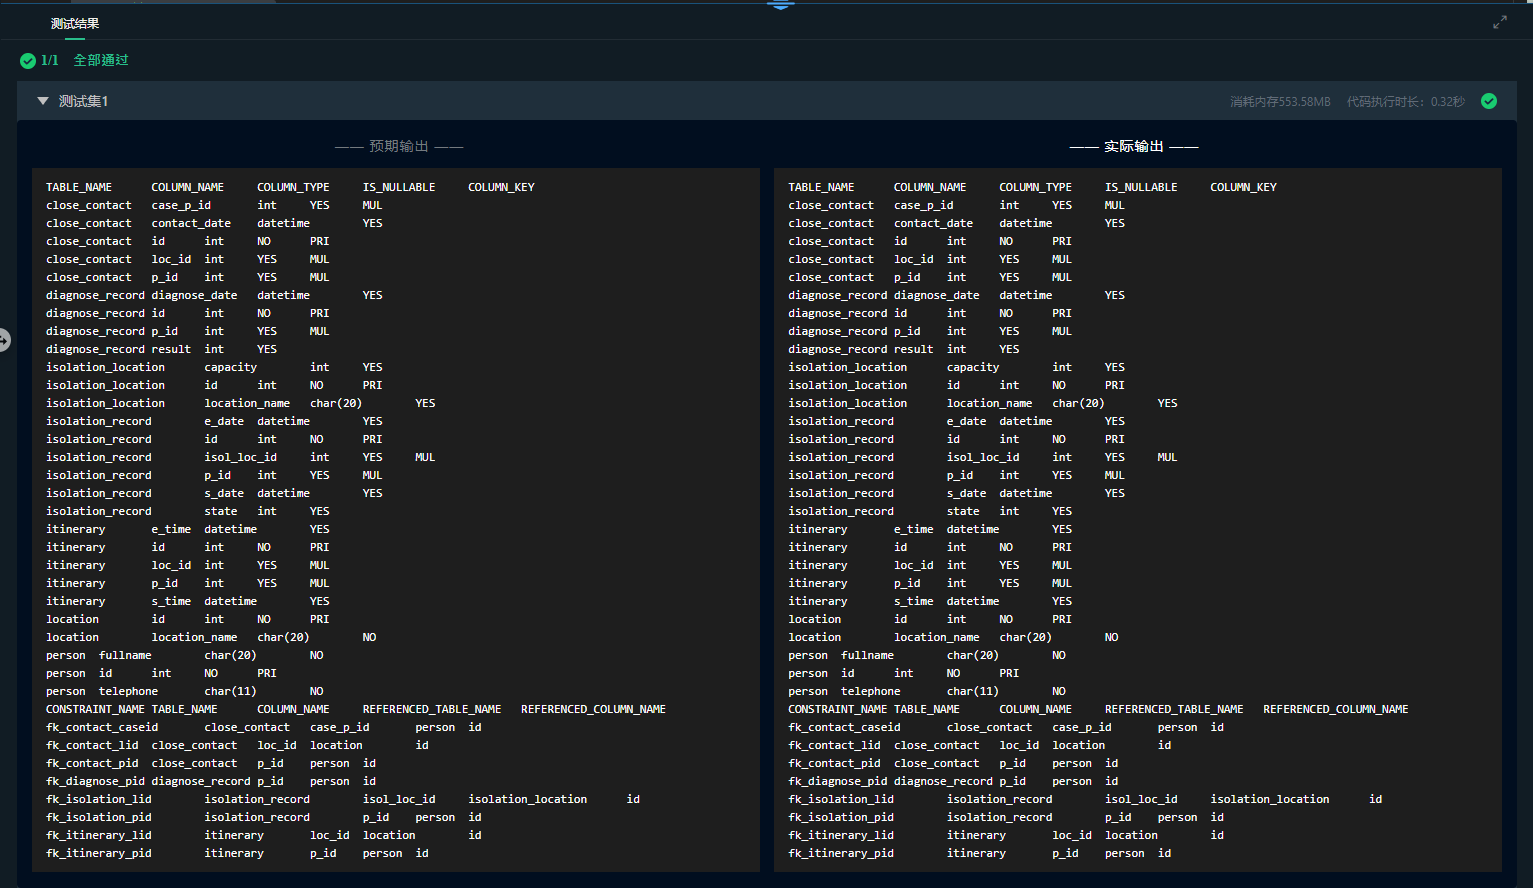 测试结果
1/1 全部通过
测试集1 消耗内存553.58MB 代码执行时长：0.32秒
—— 预期输出 ——
TABLE_NAME COLUMN_NAME COLUMN_TYPE IS_NULLABLE COLUMN_KEY
close_contact case_p_id int YES MUL
close_contact contact_date datetime YES
close_contact id int NO PRI
close_contact loc_id int YES MUL
close_contact p_id int YES MUL
diagnose_record diagnose_date datetime YES
diagnose_record id int NO PRI
diagnose_record p_id int YES MUL
diagnose_record result int YES
isolation_location capacity int YES
isolation_location id int NO PRI
isolation_location location_name char(20) YES
isolation_record e_date datetime YES
isolation_record id int NO PRI
isolation_record isol_loc_id int YES MUL
isolation_record p_id int YES MUL
isolation_record s_date datetime YES
isolation_record state int YES
itinerary e_time datetime YES
itinerary id int NO PRI
itinerary loc_id int YES MUL
itinerary p_id int YES MUL
itinerary s_time datetime YES
location id int NO PRI
location location_name char(20) NO
person fullname char(20) NO
person id int NO PRI
person telephone char(11) NO
CONSTRAINT_NAME TABLE_NAME COLUMN_NAME REFERENCED_TABLE_NAME REFERENCED_COLUMN_NAME
fk_contact_caseid close_contact case_p_id person id
fk_contact_lid close_contact loc_id location id
fk_contact_pid close_contact p_id person id
fk_diagnose_pid diagnose_record p_id person id
fk_isolation_lid isolation_record isol_loc_id isolation_location id
fk_isolation_pid isolation_record p_id person id
fk_itinerary_lid itinerary loc_id location id
fk_itinerary_pid itinerary p_id person id
—— 实际输出 ——
TABLE_NAME COLUMN_NAME COLUMN_TYPE IS_NULLABLE COLUMN_KEY
close_contact case_p_id int YES MUL
close_contact contact_date datetime YES
close_contact id int NO PRI
close_contact loc_id int YES MUL
close_contact p_id int YES MUL
diagnose_record diagnose_date datetime YES
diagnose_record id int NO PRI
diagnose_record p_id int YES MUL
diagnose_record result int YES
isolation_location capacity int YES
isolation_location id int NO PRI
isolation_location location_name char(20) YES
isolation_record e_date datetime YES
isolation_record id int NO PRI
isolation_record isol_loc_id int YES MUL
isolation_record p_id int YES MUL
isolation_record s_date datetime YES
isolation_record state int YES
itinerary e_time datetime YES
itinerary id int NO PRI
itinerary loc_id int YES MUL
itinerary p_id int YES MUL
itinerary s_time datetime YES
location id int NO PRI
location location_name char(20) NO
person fullname char(20) NO
person id int NO PRI
person telephone char(11) NO
CONSTRAINT_NAME TABLE_NAME COLUMN_NAME REFERENCED_TABLE_NAME REFERENCED_COLUMN_NAME
fk_contact_caseid close_contact case_p_id person id
fk_contact_lid close_contact loc_id location id
fk_contact_pid close_contact p_id person id
fk_diagnose_pid diagnose_record p_id person id
fk_isolation_lid isolation_record isol_loc_id isolation_location id
fk_isolation_pid isolation_record p_id person id
fk_itinerary_lid itinerary loc_id location id
fk_itinerary_pid itinerary p_id person id